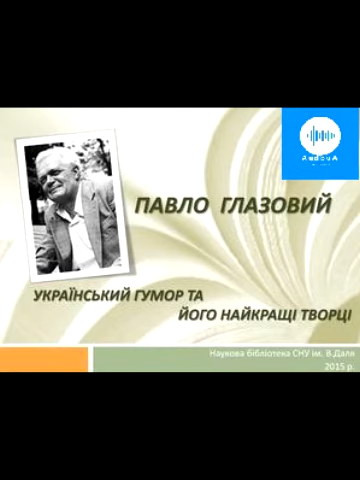 ПАВЛО ГЛАЗОВИЙ
УКРАЇНСЬКИЙ ГУМОР ТА
ЙОГО НАЙКРАЩІ ТВОРЦІ
Наукова бібліотека СНУ ім. В.Даля
2015 р.